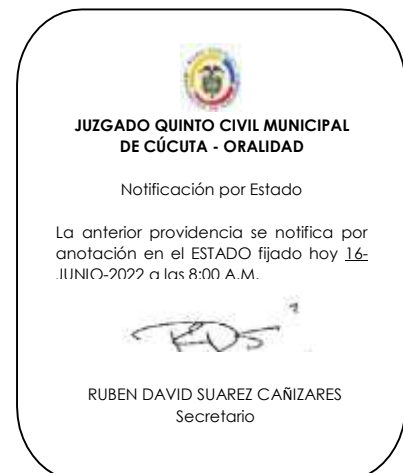 JUZGADO QUINTO CIVIL MUNICIPAL
DE CÚCUTA - ORALIDAD
Notificación por Estado
La anterior providencia se notifica por
anotación en el ESTADO fijado hoy 16-
JUNIO-2022 a las 8:00 A.M.
RUBEN DAVID SUAREZ CAÑIZARES
Secretario